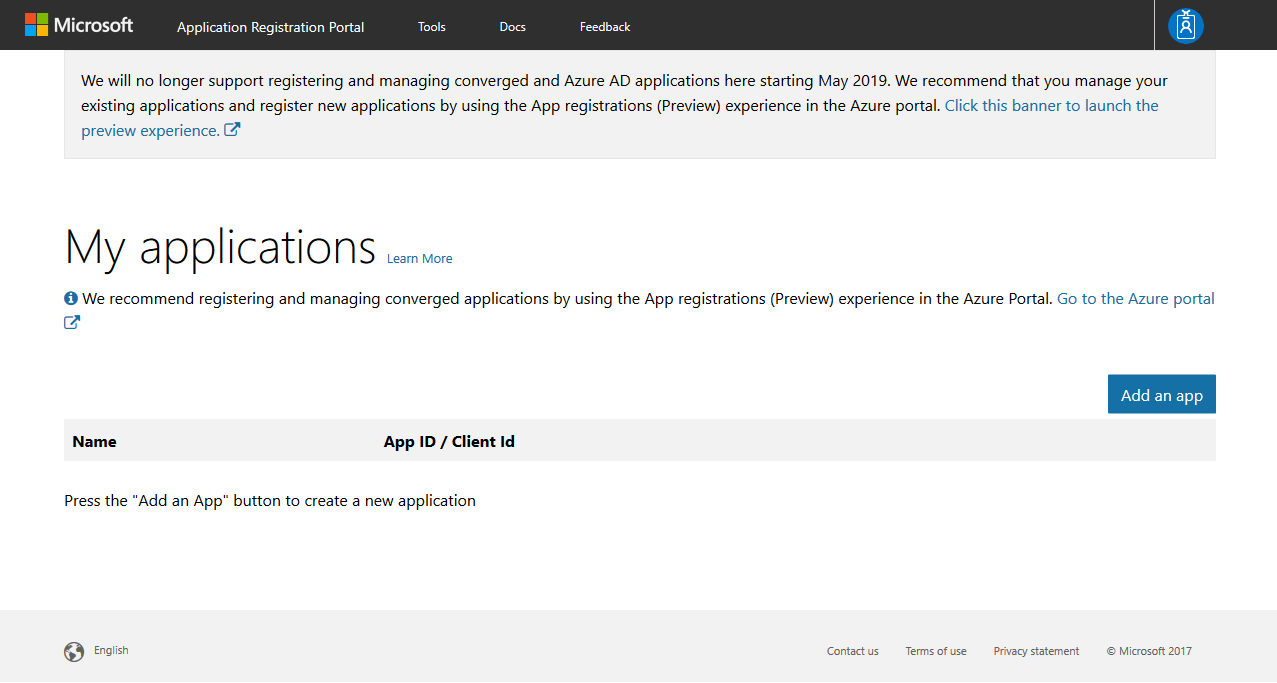 Microsoft Application Registration Portal Tools Docs Feedback
We will no longer support registering and managing converged and Azure AD applications here starting May 2019. We recommend that you manage your
existing applications and register new applications by using the App registrations (Preview) experience in the Azure portal. Click this banner to launch the
preview experience.
My applications Learn More
We recommend registering and managing converged applications by using the App registrations (Preview) experience in the Azure Portal. Go to the Azure portal
Add an app
Name App ID / Client Id
Press the "Add an App" button to create a new application
English Contact us Terms of use Privacy statement © Microsoft 2017